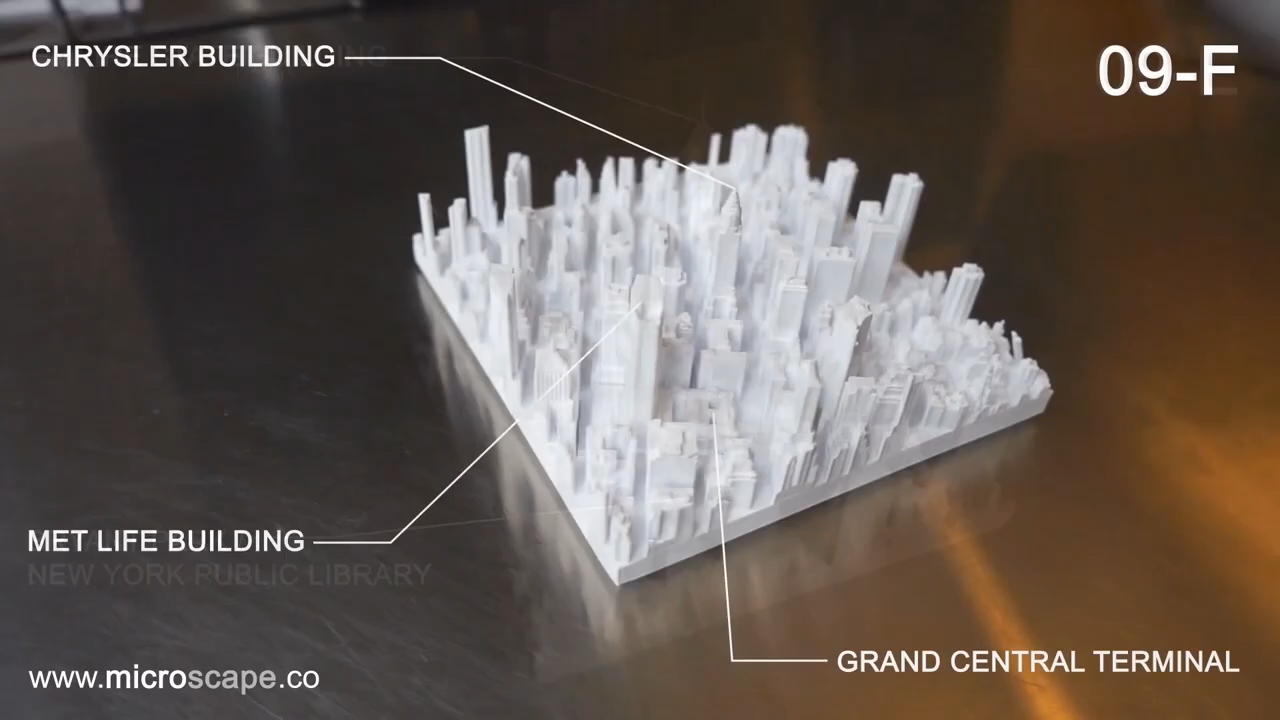 CHRYSLER BUILDING
09-F
MET LIFE BUILDING
NEW YORK PUBLIC LIBRARY
GRAND CENTRAL TERMINAL
www.microscape.co